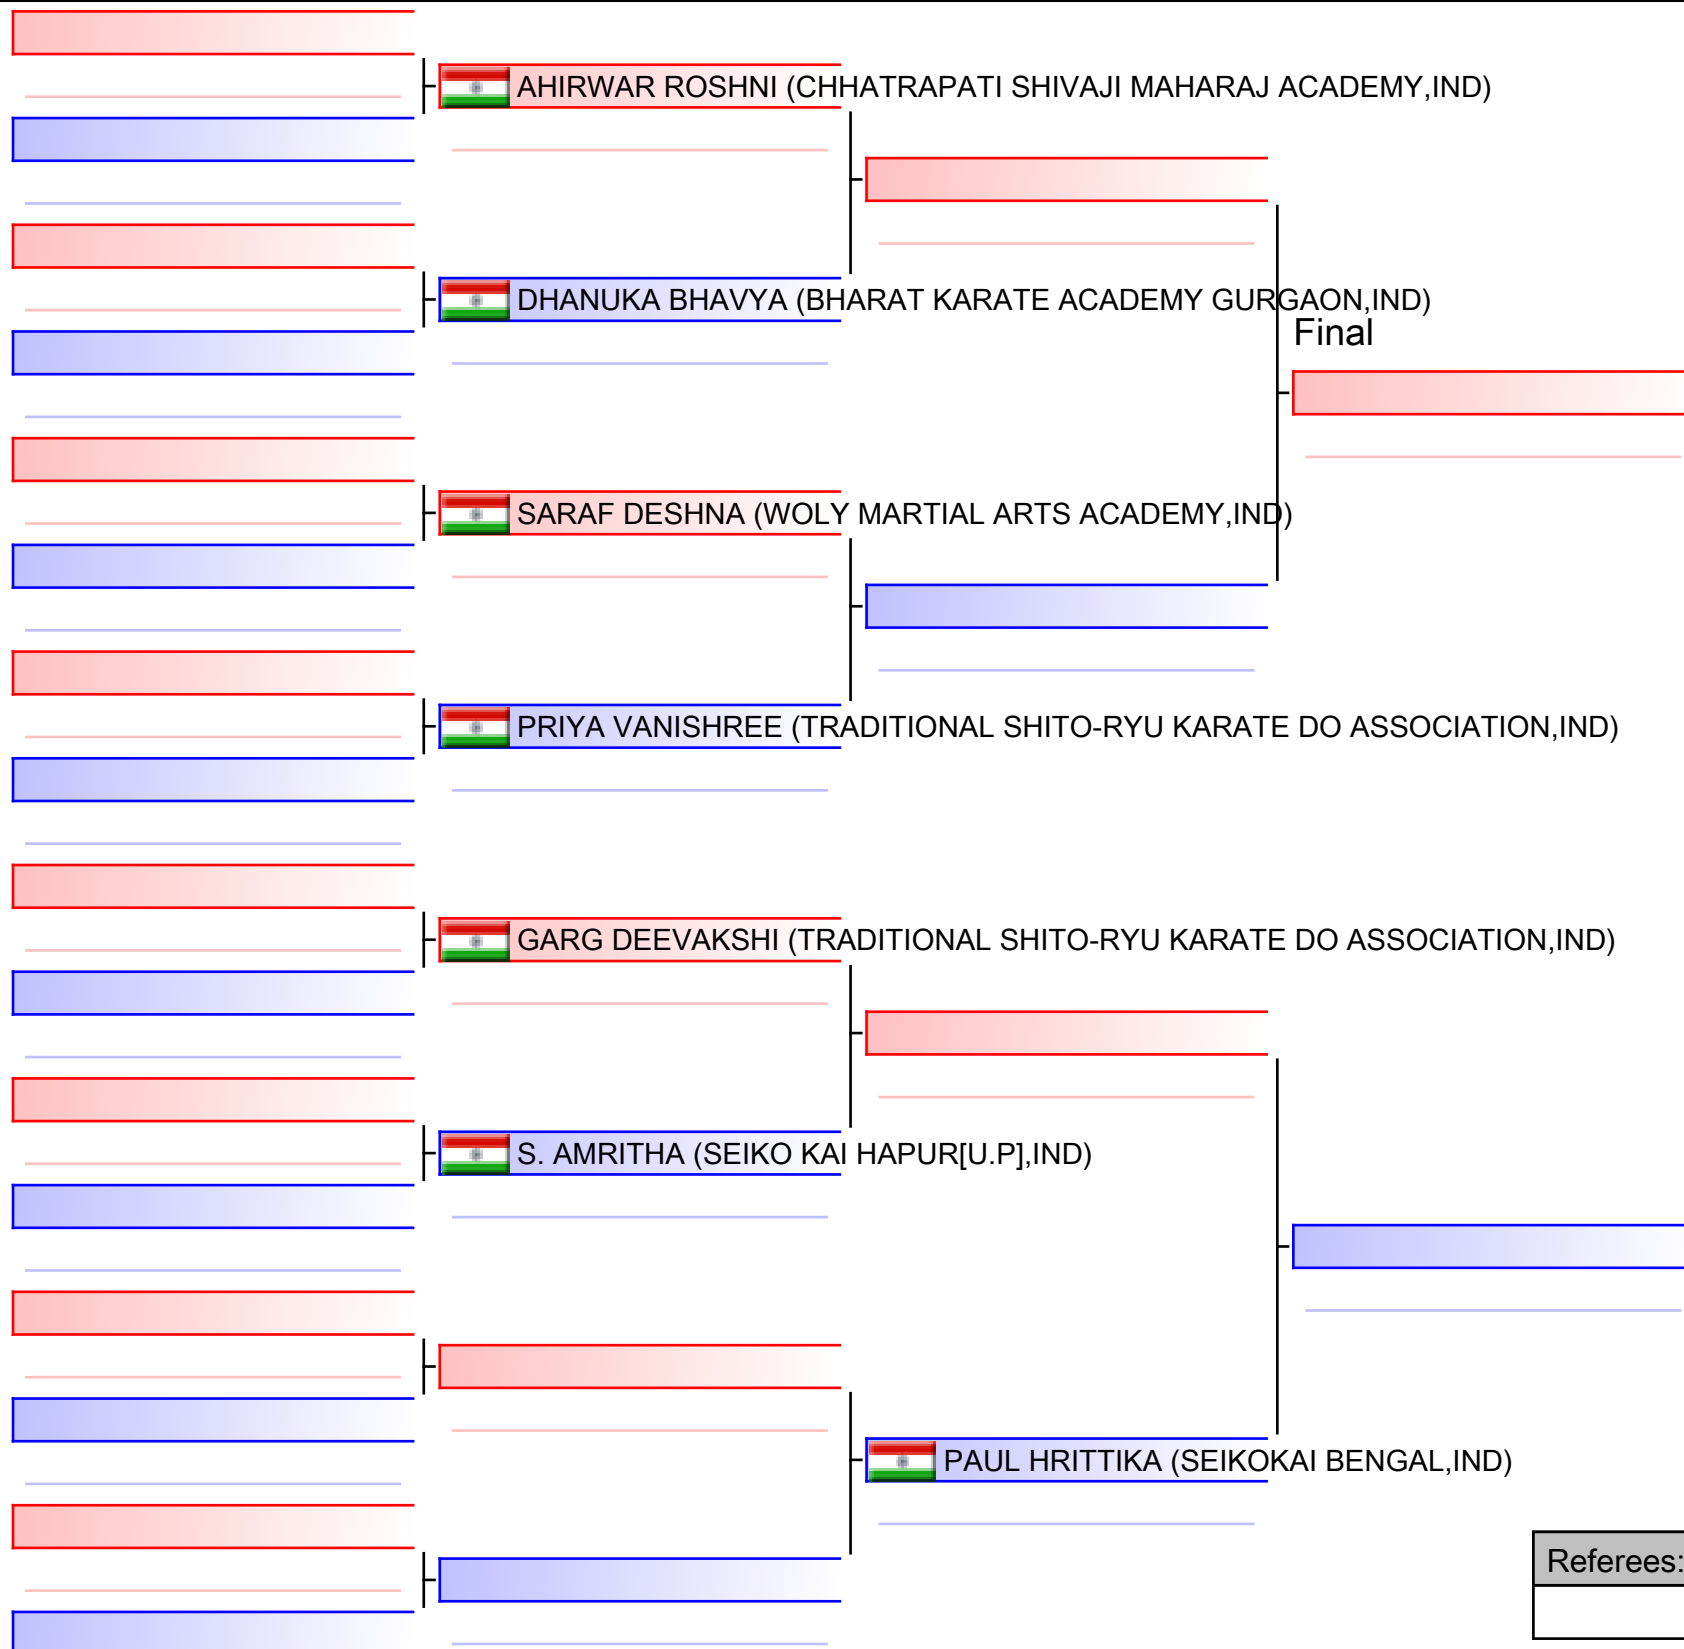 AHIRWAR ROSHNI (CHHATRAPATI SHIVAJI MAHARAJ ACADEMY,IND)
DHANUKA BHAVYA (BHARAT KARATE ACADEMY GURGAON,IND)
Final
SARAF DESHNA (WOLY MARTIAL ARTS ACADEMY,IND)
PRIYA VANISHREE (TRADITIONAL SHITO-RYU KARATE DO ASSOCIATION,IND)
GARG DEEVAKSHI (TRADITIONAL SHITO-RYU KARATE DO ASSOCIATION,IND)
S. AMRITHA (SEIKO KAI HAPUR[U.P],IND)
PAUL HRITTIKA (SEIKOKAI BENGAL,IND)
Referees: